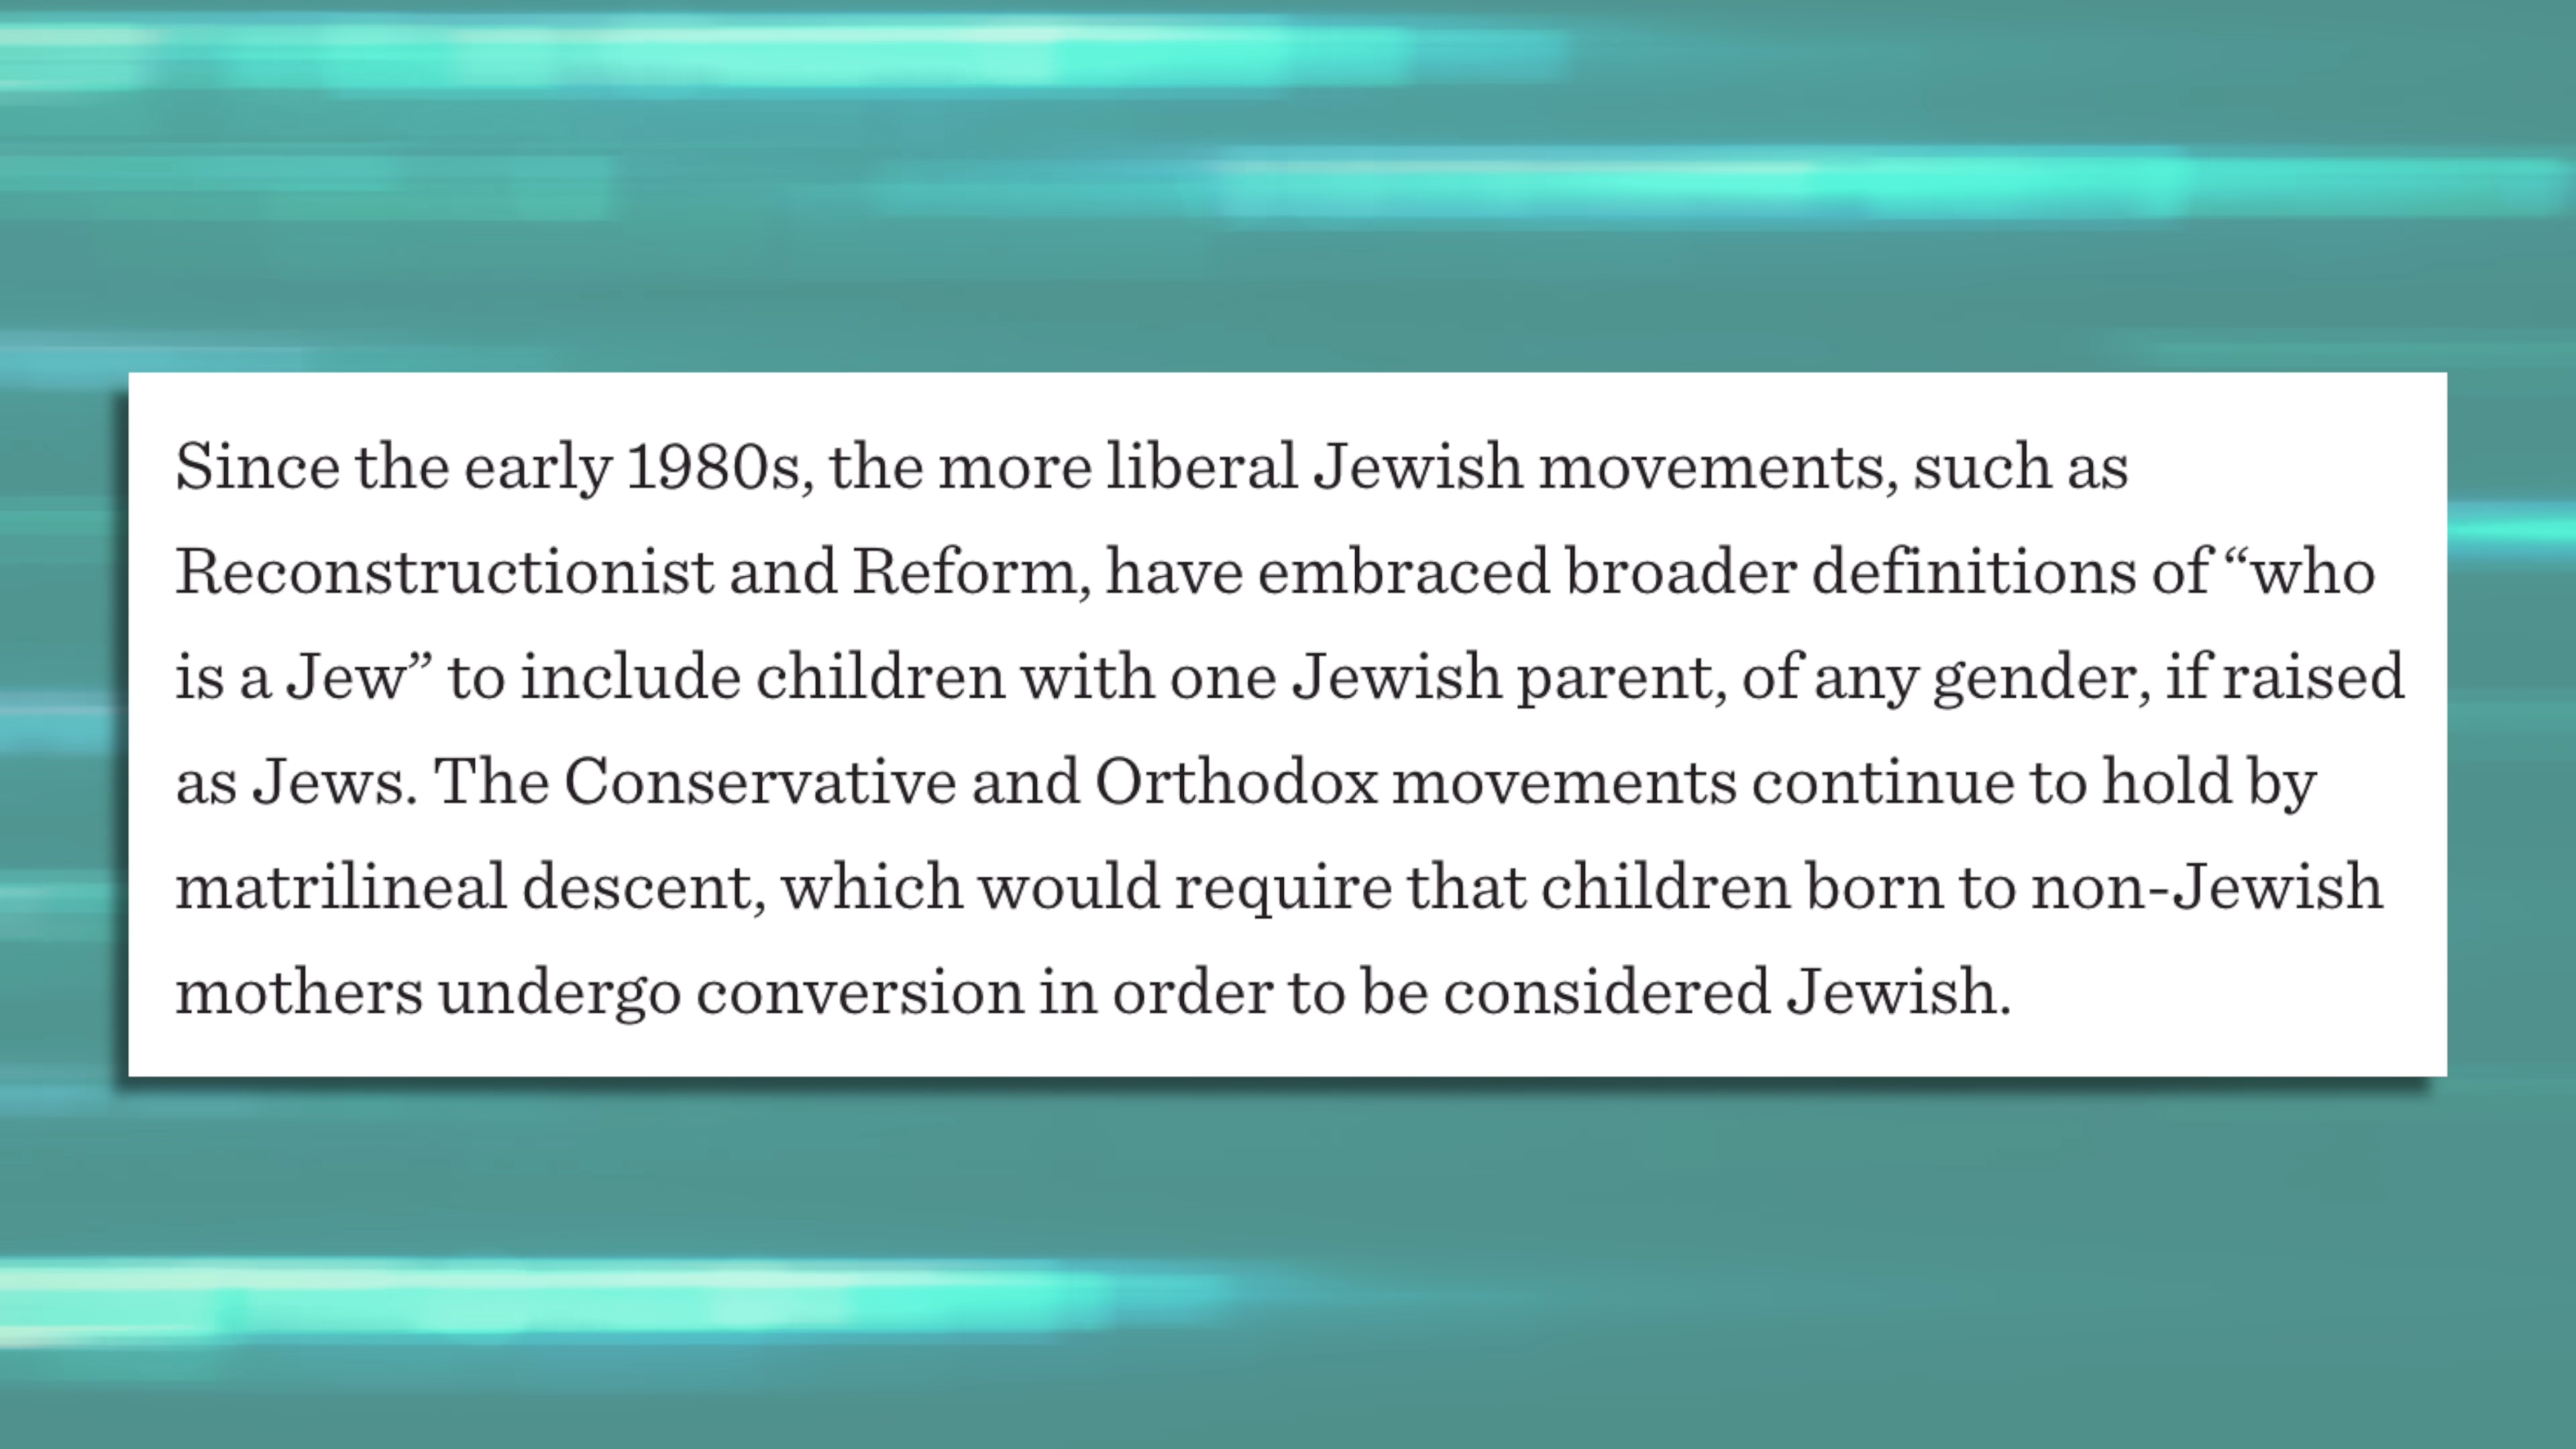 Since the early 1980s, the more liberal Jewish movements, such as
Reconstructionist and Reform, have embraced broader definitions of “who
is a Jew” to include children with one Jewish parent, of any gender, if raised
as Jews. The Conservative and Orthodox movements continue to hold by
matrilineal descent, which would require that children born to non-Jewish
mothers undergo conversion in order to be considered Jewish.